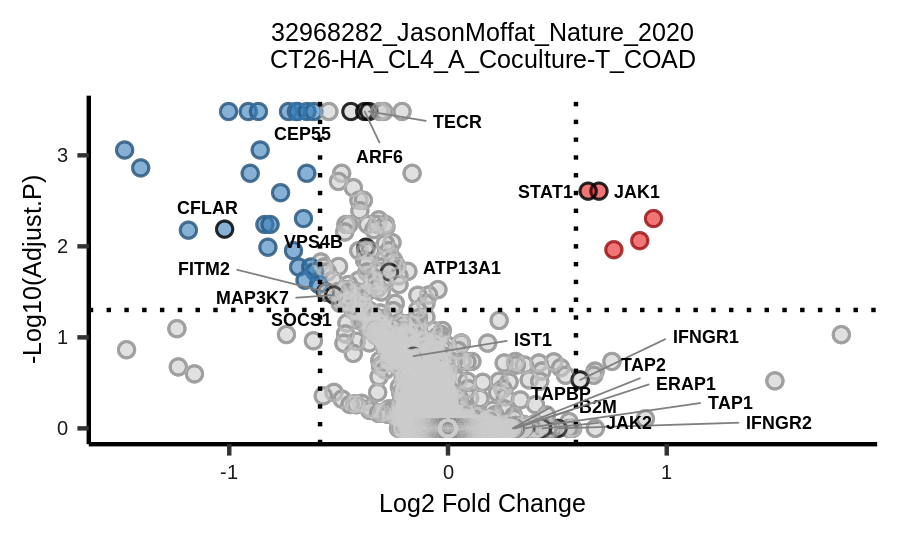 32968282_JasonMoffat_Nature_2020
CT26-HA_CL4_A_Coculture-T_COAD
-Log10(Adjust.P)
3
2
1
0
TECR
CEP55
ARF6
STAT1
JAK1
CFLAR
VPS4B
FITM2
ATP13A1
MAP3K7
SOCS1
IST1
IFNGR1
TAP2
ERAP1
TAPBP
B2M
TAP1
JAK2
IFNGR2
-1
0
1
Log2 Fold Change